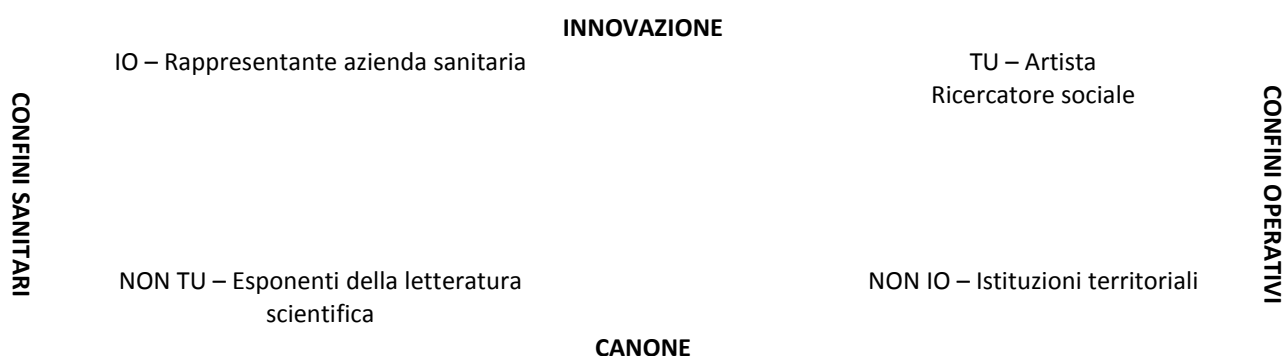 INNOVAZIONE
IO – Rappresentante azienda sanitaria
TU – Artista
Ricercatore sociale
CONFINI SANITARI
CONFINI OPERATIVI
NON TU – Esponenti della letteratura
scientifica
NON IO – Istituzioni territoriali
CANONE